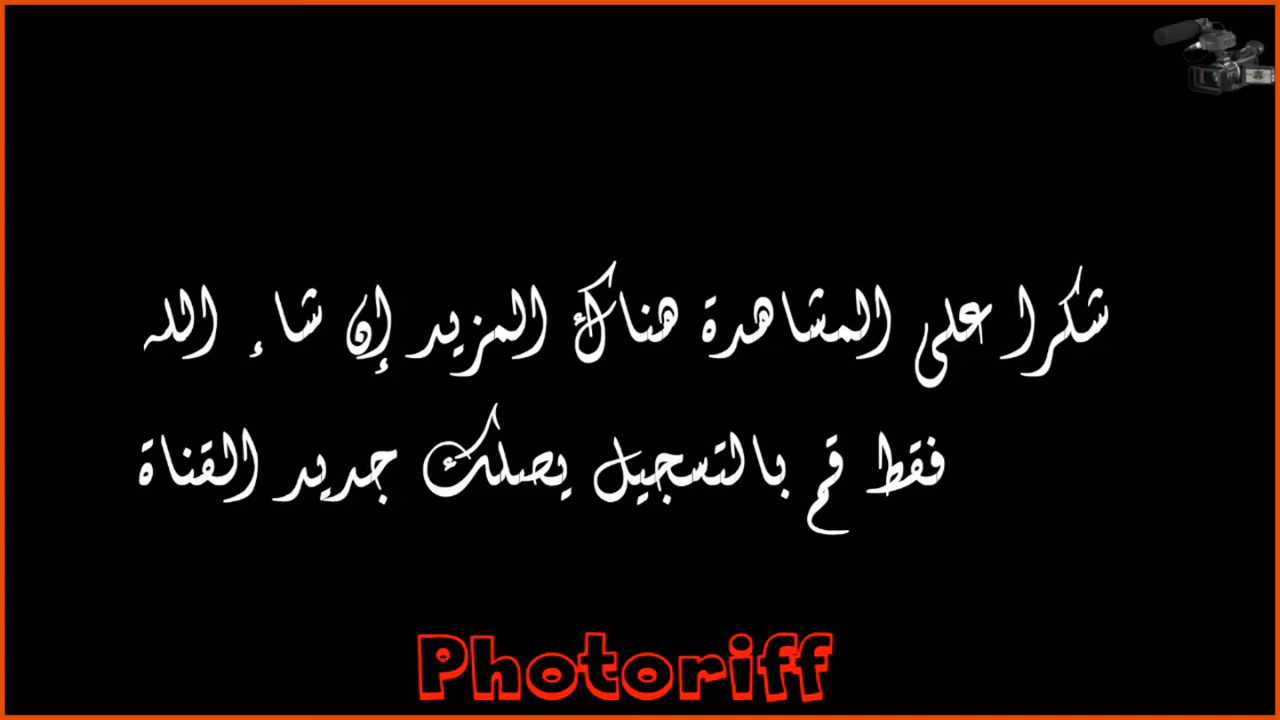 شكرا على المشاهدة هناك المزيد إن شاء الله
فقط قم بالتسجيل يصلك جديد القناة
Photoriff